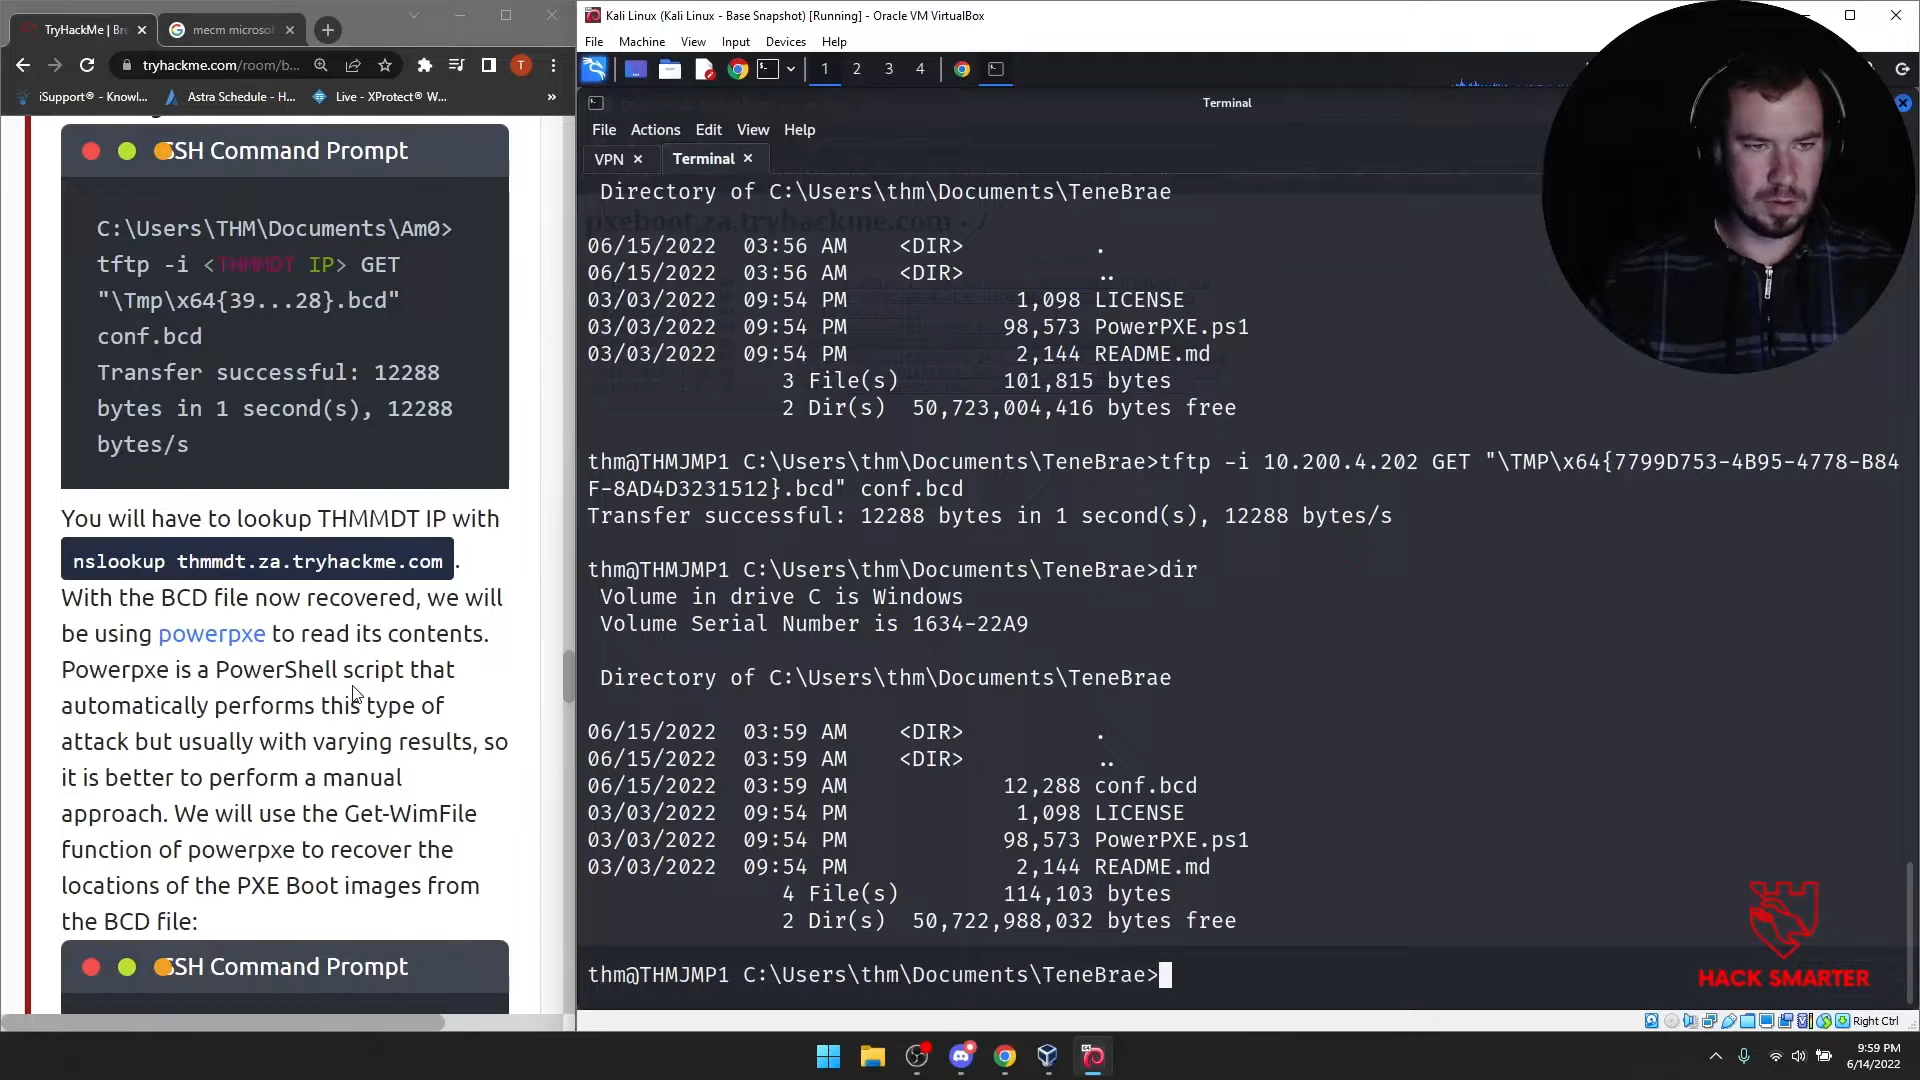 TryHackMe | Bre
mecm microsof
tryhackme.com/room/b...
T
iSupport® - Knowl...
Astra Schedule - H...
Live - XProtect® W...
»
SSH Command Prompt
C:\Users\THM\Documents\Am0>
tftp -i <THMMDT IP> GET
"\Tmp\x64{39...28}.bcd"
conf.bcd
Transfer successful: 12288
bytes in 1 second(s), 12288
bytes/s
You will have to lookup THMMDT IP with
nslookup thmmdt.za.tryhackme.com .
With the BCD file now recovered, we will
be using powerpxe to read its contents.
Powerpxe is a PowerShell script that
automatically performs this type of
attack but usually with varying results, so
it is better to perform a manual
approach. We will use the Get-WimFile
function of powerpxe to recover the
locations of the PXE Boot images from
the BCD file:
SSH Command Prompt
Kali Linux (Kali Linux - Base Snapshot) [Running] - Oracle VM VirtualBox
File Machine View Input Devices Help
1 2 3 4
Terminal
File Actions Edit View Help
VPN Terminal
pxeboot.za.tryhackme.com - /
Directory of C:\Users\thm\Documents\TeneBrae
06/15/2022 03:56 AM <DIR> .
06/15/2022 03:56 AM <DIR> ..
03/03/2022 09:54 PM 1,098 LICENSE
03/03/2022 09:54 PM 98,573 PowerPXE.ps1
03/03/2022 09:54 PM 2,144 README.md
3 File(s) 101,815 bytes
2 Dir(s) 50,723,004,416 bytes free
thm@THMJMP1 C:\Users\thm\Documents\TeneBrae>tftp -i 10.200.4.202 GET "\TMP\x64{7799D753-4B95-4778-B84
F-8AD4D3231512}.bcd" conf.bcd
Transfer successful: 12288 bytes in 1 second(s), 12288 bytes/s
thm@THMJMP1 C:\Users\thm\Documents\TeneBrae>dir
Volume in drive C is Windows
Volume Serial Number is 1634-22A9
Directory of C:\Users\thm\Documents\TeneBrae
06/15/2022 03:59 AM <DIR> .
06/15/2022 03:59 AM <DIR> ..
06/15/2022 03:59 AM 12,288 conf.bcd
03/03/2022 09:54 PM 1,098 LICENSE
03/03/2022 09:54 PM 98,573 PowerPXE.ps1
03/03/2022 09:54 PM 2,144 README.md
4 File(s) 114,103 bytes
2 Dir(s) 50,722,988,032 bytes free
thm@THMJMP1 C:\Users\thm\Documents\TeneBrae>
HACK SMARTER
Right Ctrl
9:59 PM
6/14/2022